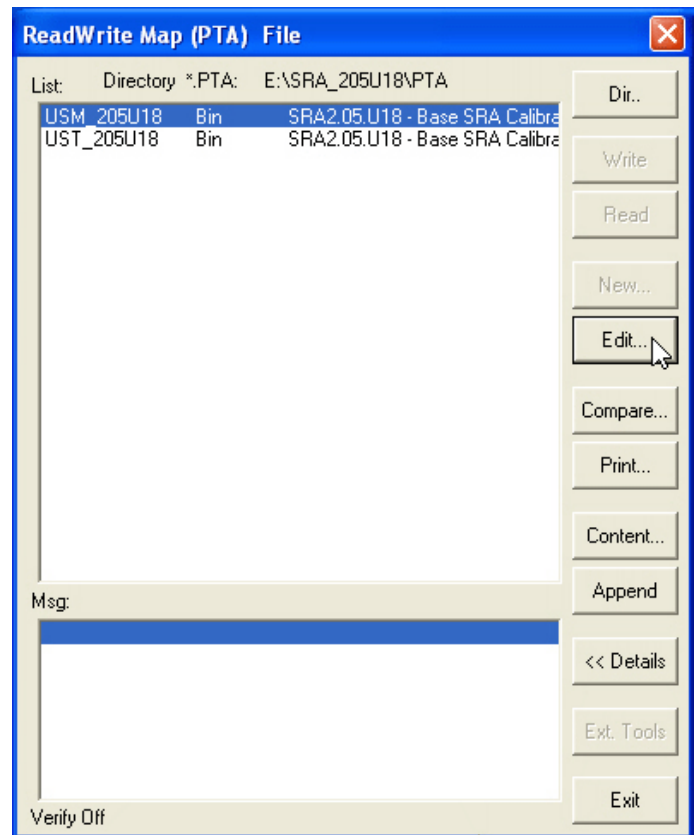 ReadWrite Map (PTA) File
List: Directory *.PTA: E:\SRA_205U18\PTA
USM_205U18 Bin SRA2.05.U18 - Base SRA Calibra
UST_205U18 Bin SRA2.05.U18 - Base SRA Calibra
Dir..
Write
Read
New...
Edit...
Compare...
Print...
Content...
Append
Msg:
<< Details
Ext. Tools
Exit
Verify Off